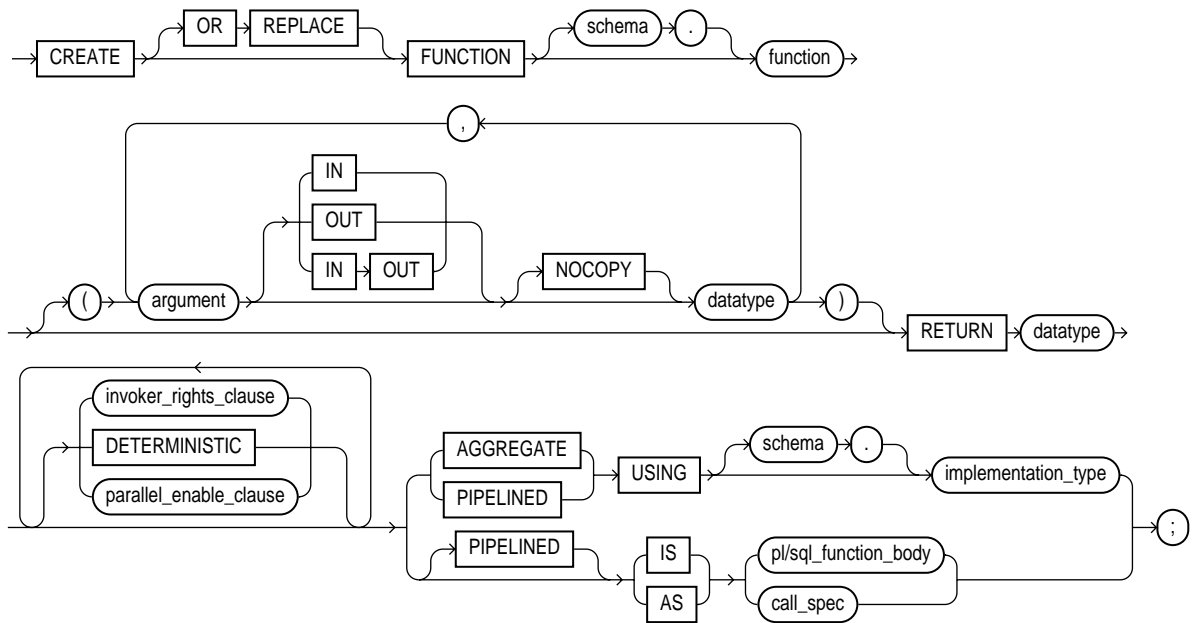 OR REPLACE schema .
CREATE FUNCTION function
,
IN
OUT
IN OUT NOCOPY
( argument datatype )
RETURN datatype
invoker_rights_clause
DETERMINISTIC
parallel_enable_clause
AGGREGATE
PIPELINED
USING
schema .
implementation_type
PIPELINED
IS
AS
pl/sql_function_body
call_spec
;